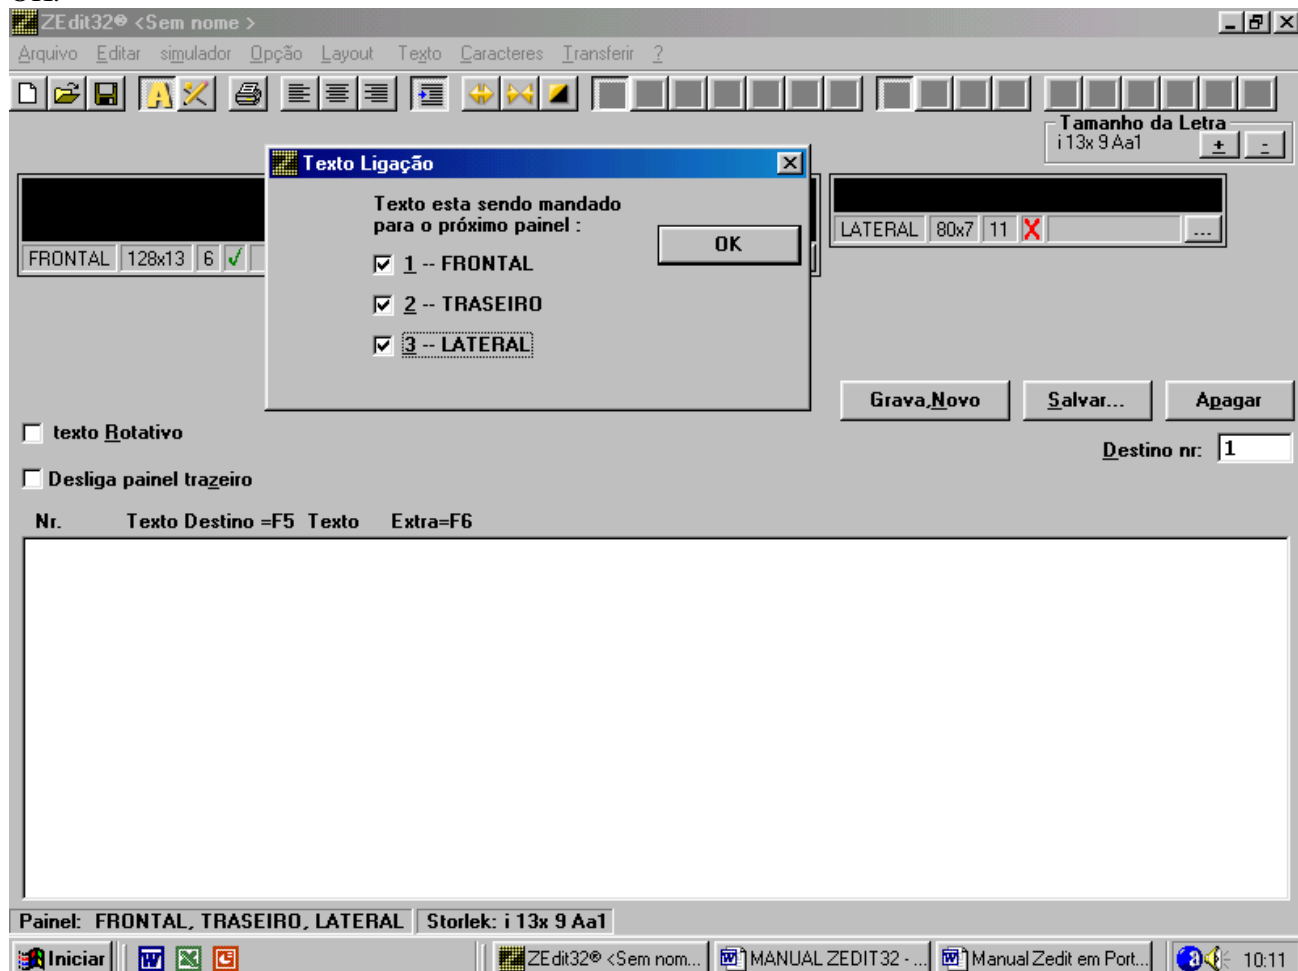 ZEdit32® <Sem nome >
Arquivo Editar simulador Opção Layout Texto Caracteres Transferir ?
Tamanho da Letra
i 13x 9 Aa1 + -
Texto Ligação
Texto esta sendo mandado
para o próximo painel :
OK
1 -- FRONTAL
2 -- TRASEIRO
3 -- LATERAL
FRONTAL 128x13 6
LATERAL 80x7 11 ...
Grava,Novo Salvar... Apagar
texto Rotativo
Destino nr: 1
Desliga painel trazeiro
Nr. Texto Destino =F5 Texto Extra=F6
Painel: FRONTAL, TRASEIRO, LATERAL Storlek: i 13x 9 Aa1
Iniciar ZEdit32® <Sem nom... MANUAL ZEDIT32 - ... Manual Zedit em Port... 10:11